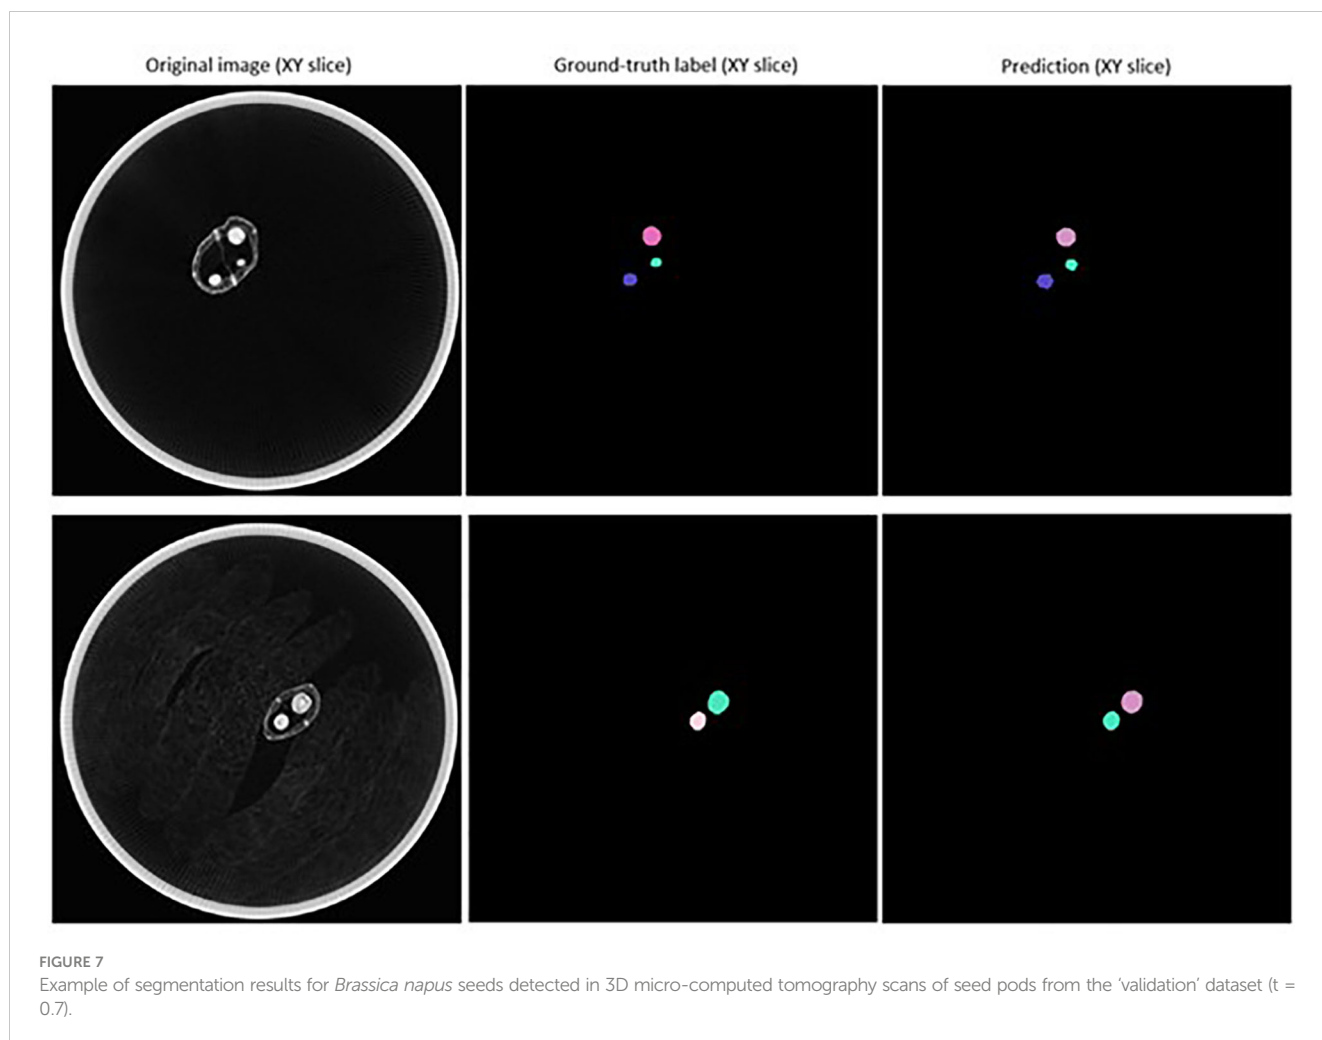 Original image (XY slice)
Ground-truth label (XY slice)
Prediction (XY slice)
FIGURE 7
Example of segmentation results for Brassica napus seeds detected in 3D micro-computed tomography scans of seed pods from the ‘validation’ dataset (t =
0.7).